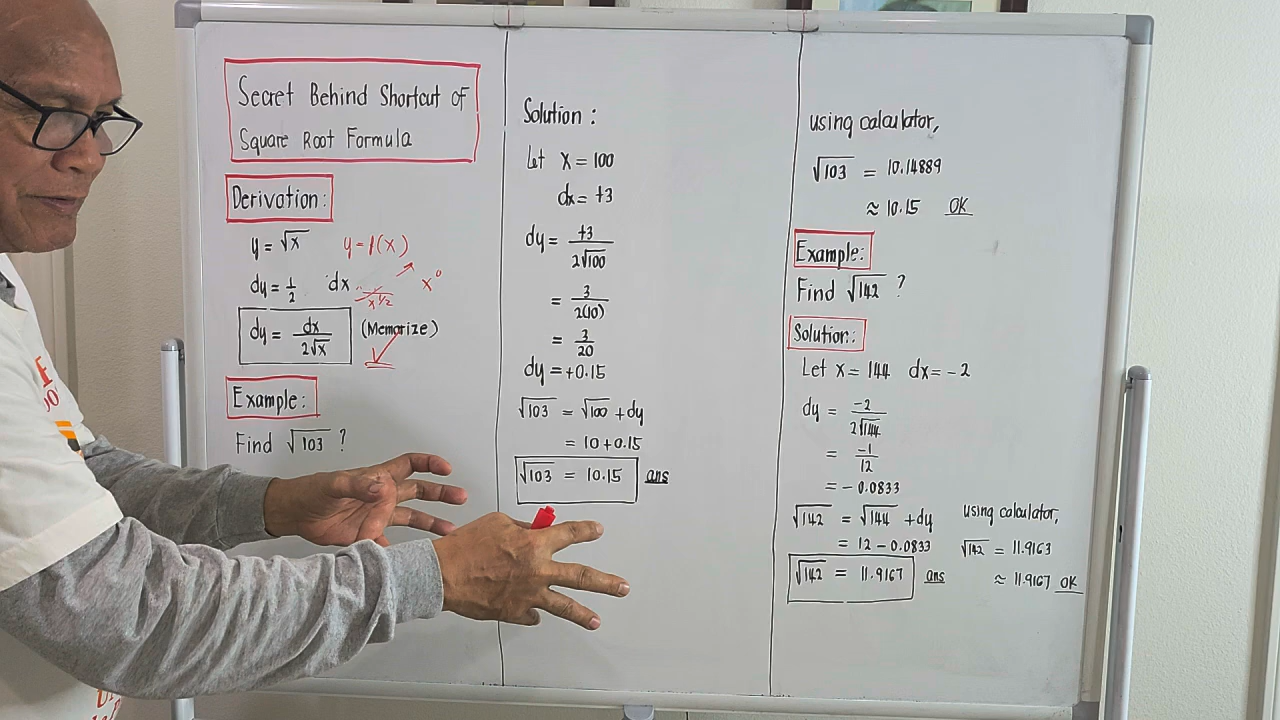 Secret Behind Shortcut of
Square Root Formula
Derivation:
y = √x y = f(x)
dy = 1/2 dx/x^1/2 x⁰
dy = dx/2√x (Memorize)
Example:
Find √103 ?
Solution:
Let x = 100
dx = +3
dy = +3/2√100
= 3/2(10)
= 3/20
dy = +0.15
√103 = √100 + dy
= 10 + 0.15
√103 = 10.15 ans
using calculator,
√103 = 10.14889
≈ 10.15 OK
Example:
Find √142 ?
Solution:
Let x = 144 dx = -2
dy = -2/2√144
= -1/12
= -0.0833
√142 = √144 + dy
= 12 - 0.0833
√142 = 11.9167 ans
using calculator,
√142 = 11.9163
≈ 11.9167 OK